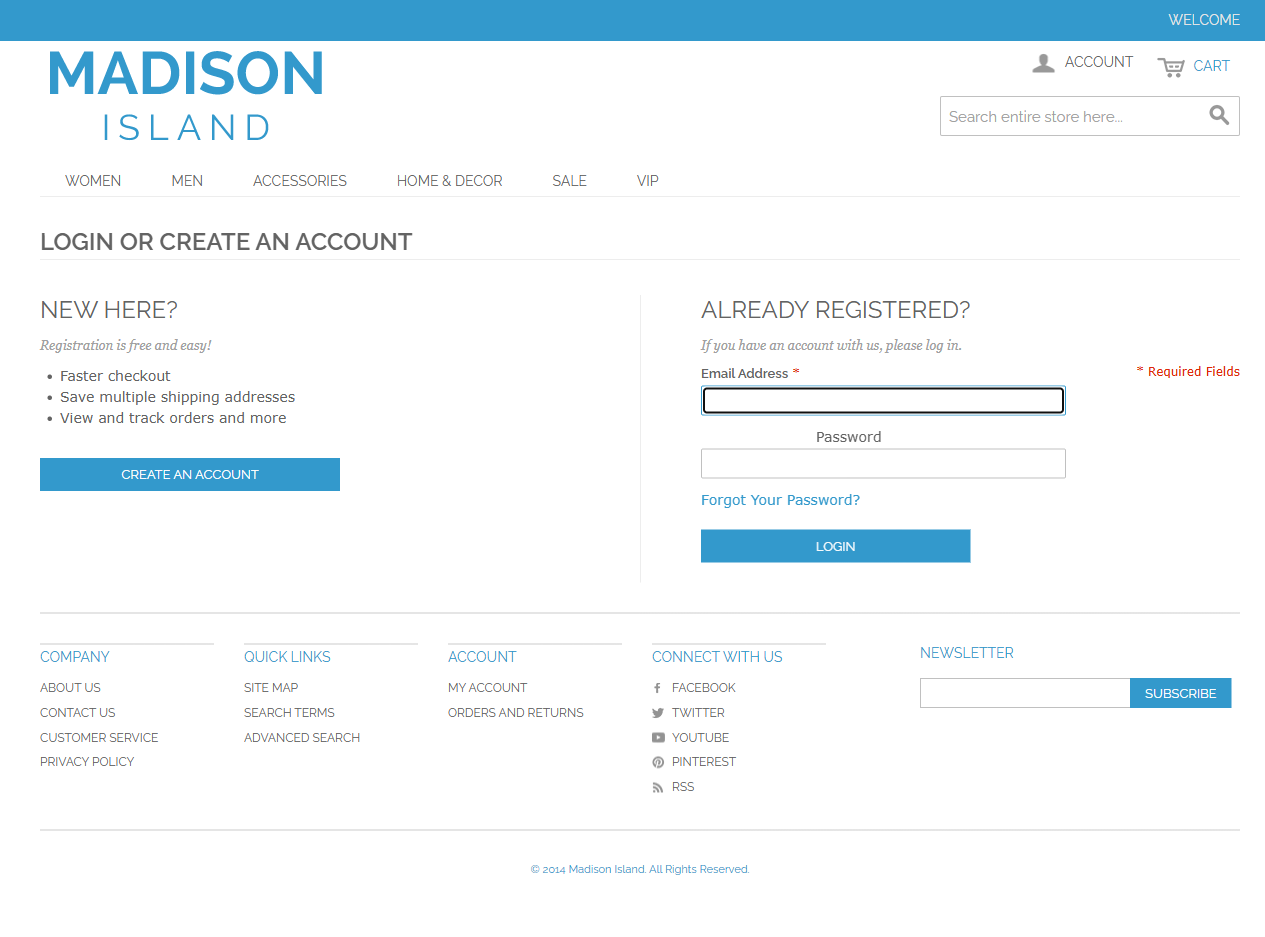 WELCOME
MADISON
ISLAND
ACCOUNT
CART
Search entire store here...
WOMEN
MEN
ACCESSORIES
HOME & DECOR
SALE
VIP
LOGIN OR CREATE AN ACCOUNT
NEW HERE?
Registration is free and easy!
Faster checkout
Save multiple shipping addresses
View and track orders and more
CREATE AN ACCOUNT
ALREADY REGISTERED?
If you have an account with us, please log in.
Email Address *
* Required Fields
Password
Forgot Your Password?
LOGIN
COMPANY
ABOUT US
CONTACT US
CUSTOMER SERVICE
PRIVACY POLICY
QUICK LINKS
SITE MAP
SEARCH TERMS
ADVANCED SEARCH
ACCOUNT
MY ACCOUNT
ORDERS AND RETURNS
CONNECT WITH US
FACEBOOK
TWITTER
YOUTUBE
PINTEREST
RSS
NEWSLETTER
SUBSCRIBE
© 2014 Madison Island. All Rights Reserved.